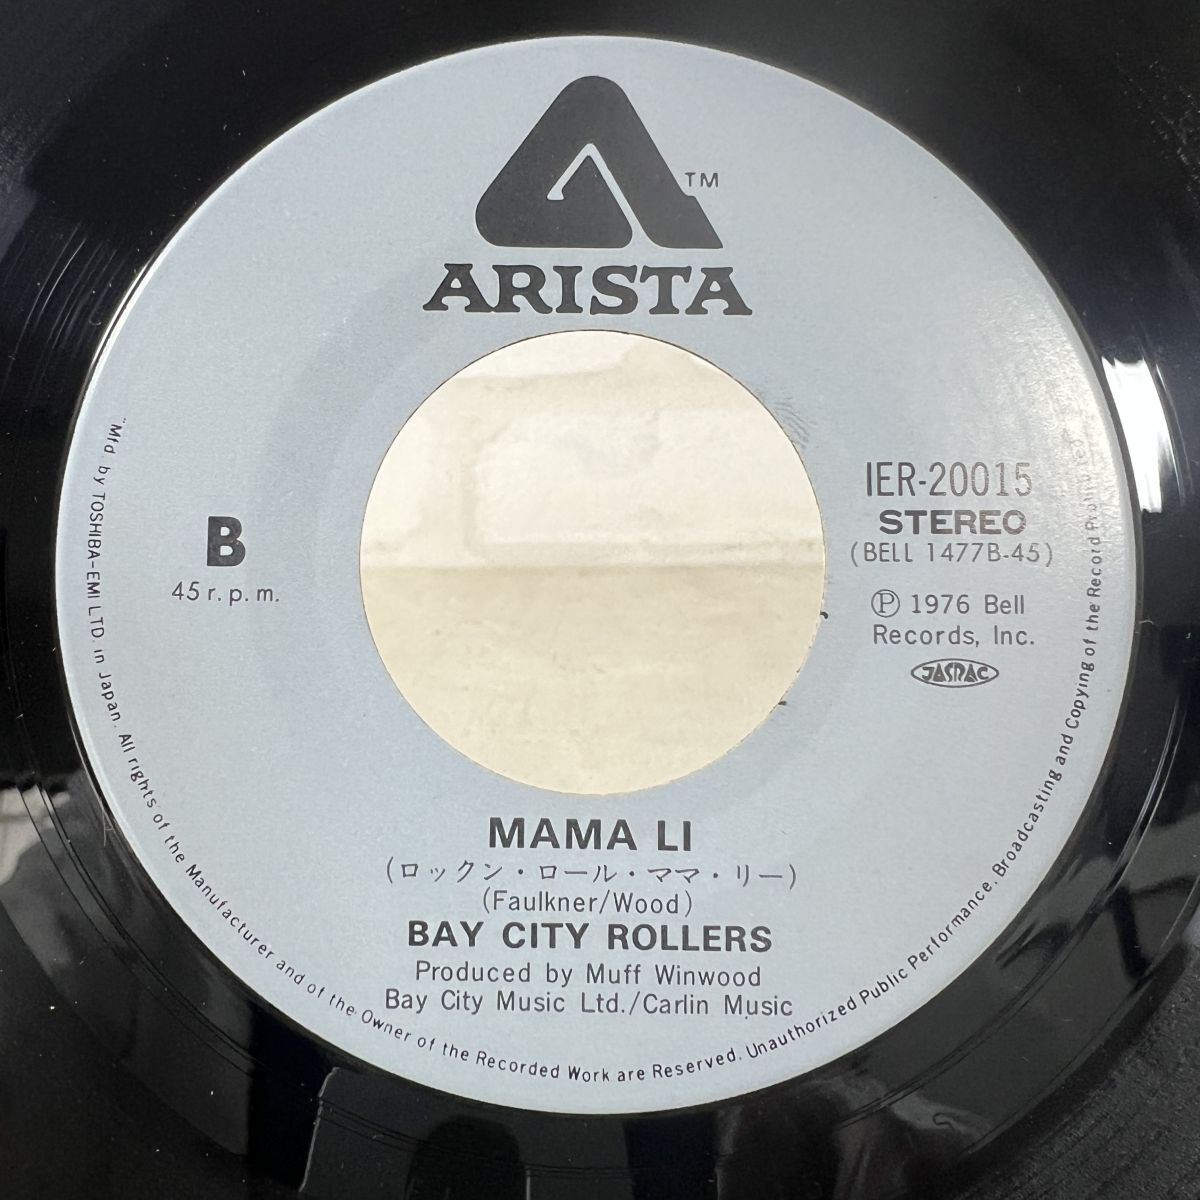 TM
ARISTA
B
45 r.p.m.
IER-20015
STEREO
(BELL 1477B-45)
Ⓟ 1976 Bell
Records, Inc.
JASRAC
MAMA LI
(ロックン・ロール・ママ・リー)
(Faulkner/Wood)
BAY CITY ROLLERS
Produced by Muff Winwood
Bay City Music Ltd./Carlin Music
"Mfd. by TOSHIBA-EMI LTD. in Japan. All rights of the Manufacturer and of the Owner of the Recorded Work are Reserved. Unauthorized Public Performance. Broadcasting and Copying of the Record Prohibited